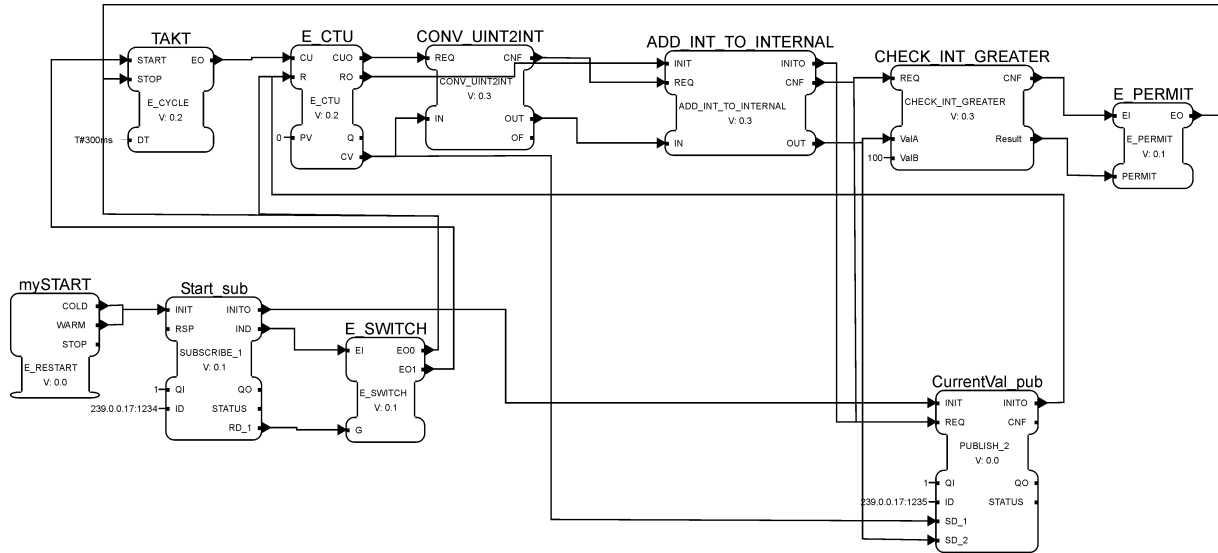 TAKT
START EO
STOP
E_CYCLE
V: 0.2
T#300ms DT
E_CTU
CU CUO
R RO
E_CTU
V: 0.2
0 PV Q
CV
CONV_UINT2INT
REQ CNF
CONV_UINT2INT
V: 0.3
IN OUT
OF
ADD_INT_TO_INTERNAL
INIT INITO
REQ CNF
ADD_INT_TO_INTERNAL
V: 0.3
IN OUT
CHECK_INT_GREATER
REQ CNF
CHECK_INT_GREATER
V: 0.3
ValA Result
100 ValB
E_PERMIT
EI EO
E_PERMIT
V: 0.1
PERMIT
mySTART
COLD
WARM
STOP
E_RESTART
V: 0.0
Start_sub
INIT INITO
RSP IND
SUBSCRIBE_1
V: 0.1
1 QI QO
239.0.0.17:1234 ID STATUS
RD_1
E_SWITCH
EI EO0
EO1
E_SWITCH
V: 0.1
G
CurrentVal_pub
INIT INITO
REQ CNF
PUBLISH_2
V: 0.0
1 QI QO
239.0.0.17:1235 ID STATUS
SD_1
SD_2